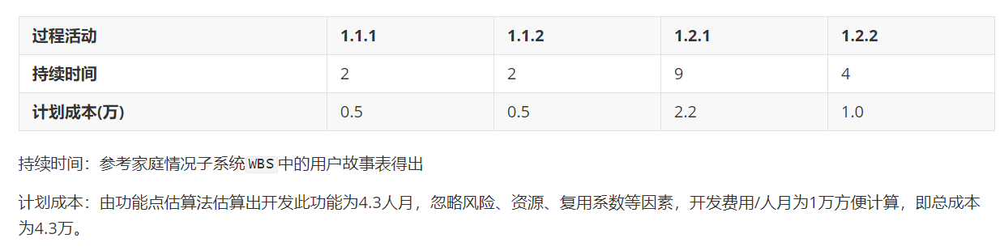 过程活动 1.1.1 1.1.2 1.2.1 1.2.2
持续时间 2 2 9 4
计划成本(万) 0.5 0.5 2.2 1.0
持续时间：参考家庭情况子系统WBS中的用户故事表得出
计划成本：由功能点估算法估算出开发此功能为4.3人月，忽略风险、资源、复用系数等因素，开发费用/人月为1万方便计算，即总成本
为4.3万。